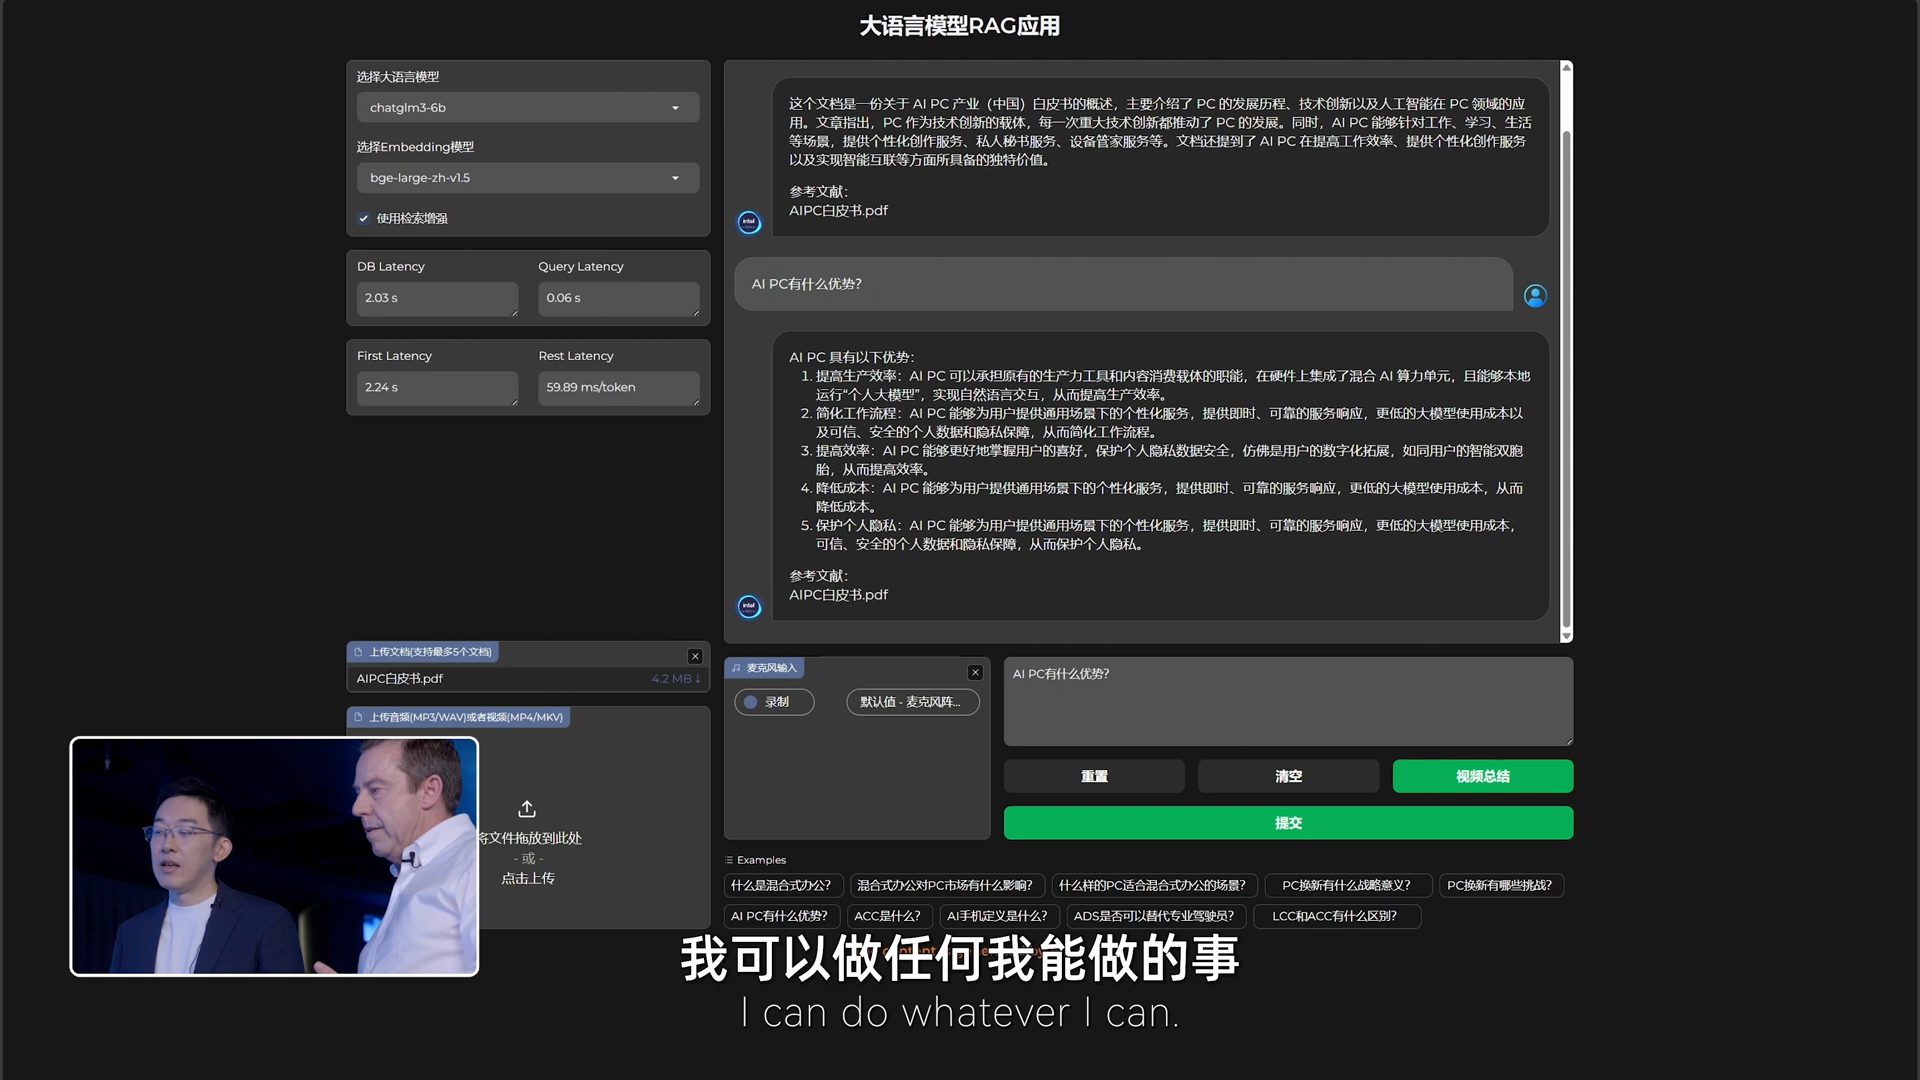 大语言模型RAG应用
选择大语言模型
chatglm3-6b
选择Embedding模型
bge-large-zh-v1.5
使用检索增强
DB Latency
Query Latency
2.03 s
0.06 s
First Latency
Rest Latency
2.24 s
59.89 ms/token
上传文档(支持最多5个文档)
AIPC白皮书.pdf
4.2 MB ↓
上传音频(MP3/WAV)或者视频(MP4/MKV)
将文件拖放到此处
- 或 -
点击上传
这个文档是一份关于 AI PC 产业（中国）白皮书的概述，主要介绍了 PC 的发展历程、技术创新以及人工智能在 PC 领域的应
用。文章指出，PC 作为技术创新的载体，每一次重大技术创新都推动了 PC 的发展。同时，AI PC 能够针对工作、学习、生活
等场景，提供个性化创作服务、私人秘书服务、设备管家服务等。文档还提到了 AI PC 在提高工作效率、提供个性化创作服务
以及实现智能互联等方面所具备的独特价值。
参考文献:
AIPC白皮书.pdf
intel
AI PC有什么优势?
AI PC 具有以下优势：
1. 提高生产效率：AI PC 可以承担原有的生产力工具和内容消费载体的职能，在硬件上集成了混合 AI 算力单元，且能够本地
运行“个人大模型”，实现自然语言交互，从而提高生产效率。
2. 简化工作流程：AI PC 能够为用户提供通用场景下的个性化服务，提供即时、可靠的服务响应，更低的大模型使用成本以
及可信、安全的个人数据和隐私保障，从而简化工作流程。
3. 提高效率：AI PC 能够更好地掌握用户的喜好，保护个人隐私数据安全，仿佛是用户的数字化拓展，如同用户的智能双胞
胎，从而提高效率。
4. 降低成本：AI PC 能够为用户提供通用场景下的个性化服务，提供即时、可靠的服务响应，更低的大模型使用成本，从而
降低成本。
5. 保护个人隐私：AI PC 能够为用户提供通用场景下的个性化服务，提供即时、可靠的服务响应，更低的大模型使用成本，
可信、安全的个人数据和隐私保障，从而保护个人隐私。
参考文献:
AIPC白皮书.pdf
intel
麦克风输入
录制
默认值 - 麦克风阵...
AI PC有什么优势?
重置
清空
视频总结
提交
Examples
什么是混合式办公?
混合式办公对PC市场有什么影响?
什么样的PC适合混合式办公的场景?
PC换新有什么战略意义?
PC换新有哪些挑战?
AI PC有什么优势?
ACC是什么?
AI手机定义是什么?
ADS是否可以替代专业驾驶员?
LCC和ACC有什么区别?
我可以做任何我能做的事
I can do whatever I can.